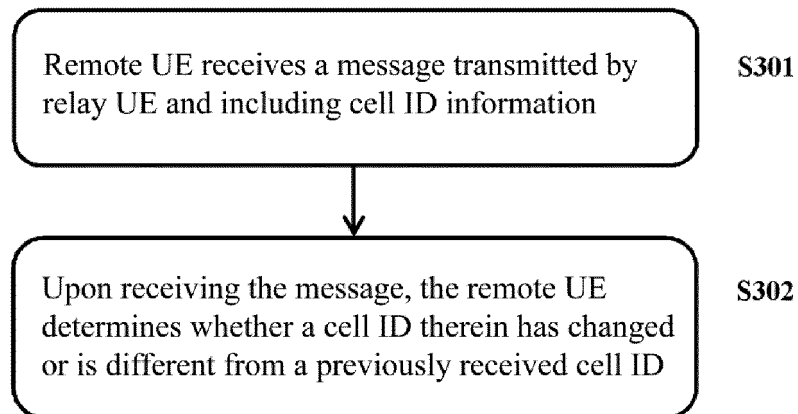 Remote UE receives a message transmitted by
relay UE and including cell ID information
S301
Upon receiving the message, the remote UE
determines whether a cell ID therein has changed
or is different from a previously received cell ID
S302